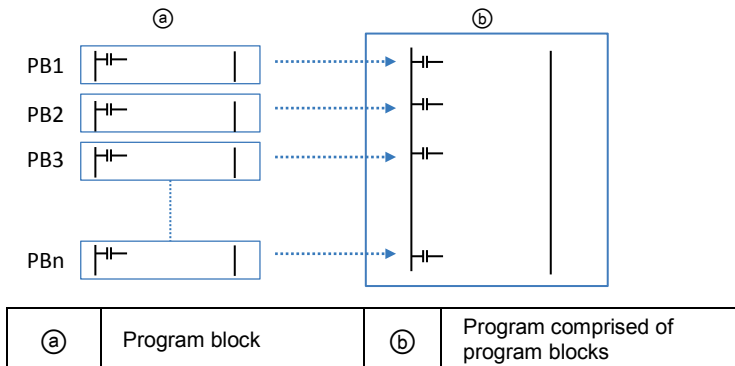 ⓐ ⓑ
PB1
PB2
PB3
PBn
ⓐ Program block ⓑ Program comprised of
program blocks